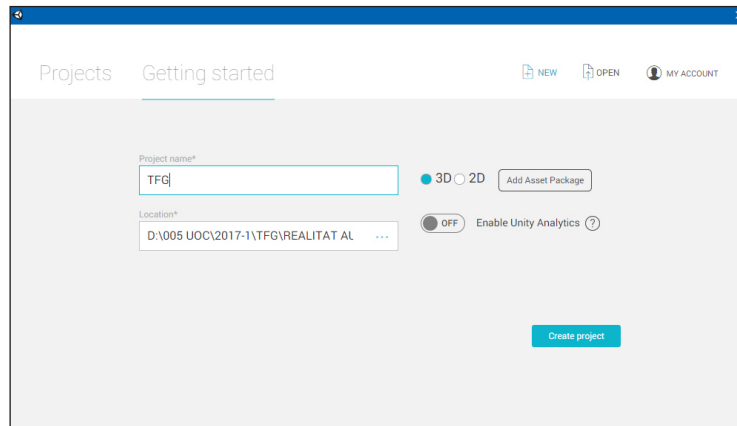 Projects Getting started NEW OPEN MY ACCOUNT
Project name*
TFG 3D 2D Add Asset Package
Location*
D:\005 UOC\2017-1\TFG\REALITAT AU ... OFF Enable Unity Analytics ?
Create project